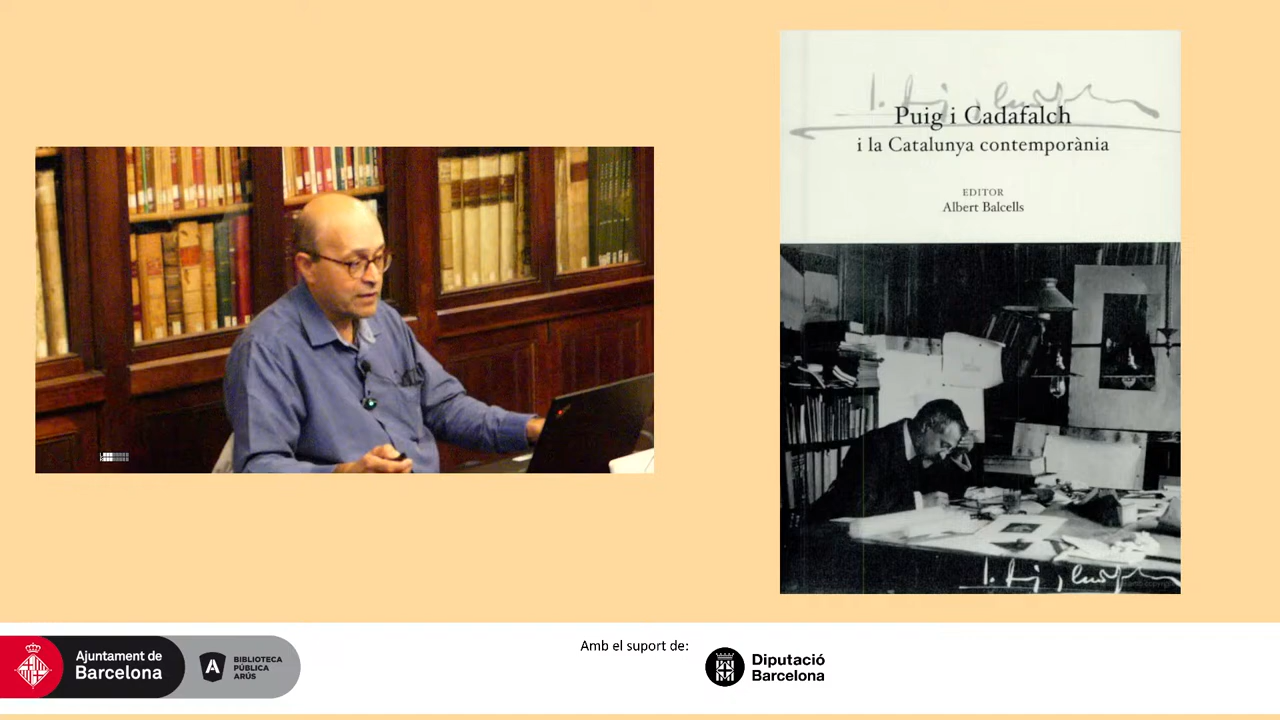 Puig i Cadafalch
i la Catalunya contemporània
EDITOR
Albert Balcells
Ajuntament de
Barcelona
A
BIBLIOTECA
PÚBLICA
ARÚS
Amb el suport de:
Diputació
Barcelona